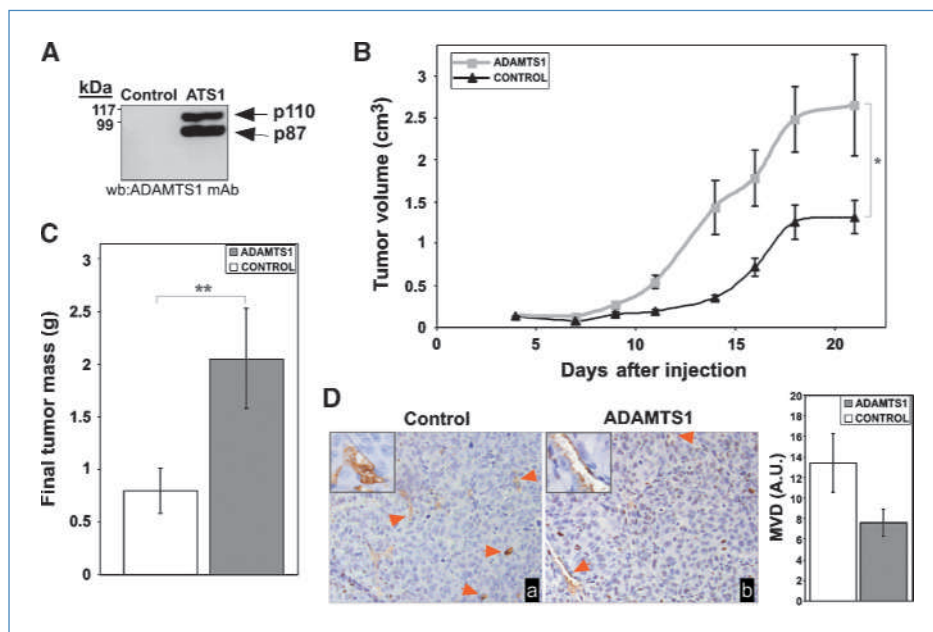 A
kDa
Control ATS1
117
99
p110
p87
wb:ADAMTS1 mAb
B
ADAMTS1
CONTROL
Tumor volume (cm3)
3
2.5
2
1.5
1
0.5
0
0 5 10 15 20
Days after injection
*
C
ADAMTS1
CONTROL
Final tumor mass (g)
3
2.5
2
1.5
1
0.5
0
**
D
Control
ADAMTS1
a
b
ADAMTS1
CONTROL
MVD (A.U.)
20
18
16
14
12
10
8
6
4
2
0